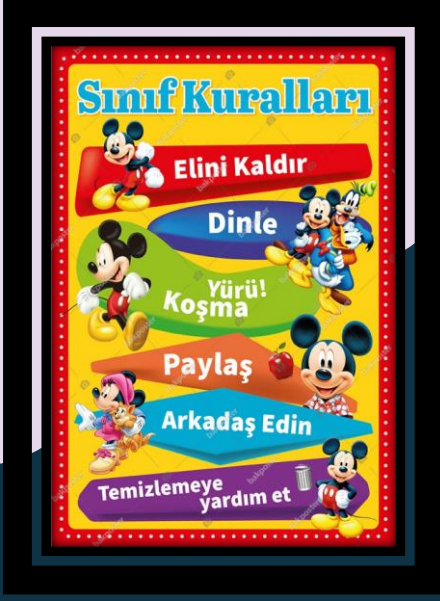 Sınıf Kuralları
Elini Kaldır
Dinle
Yürü!
Koşma
Paylaş
Arkadaş Edin
Temizlemeye
yardım et